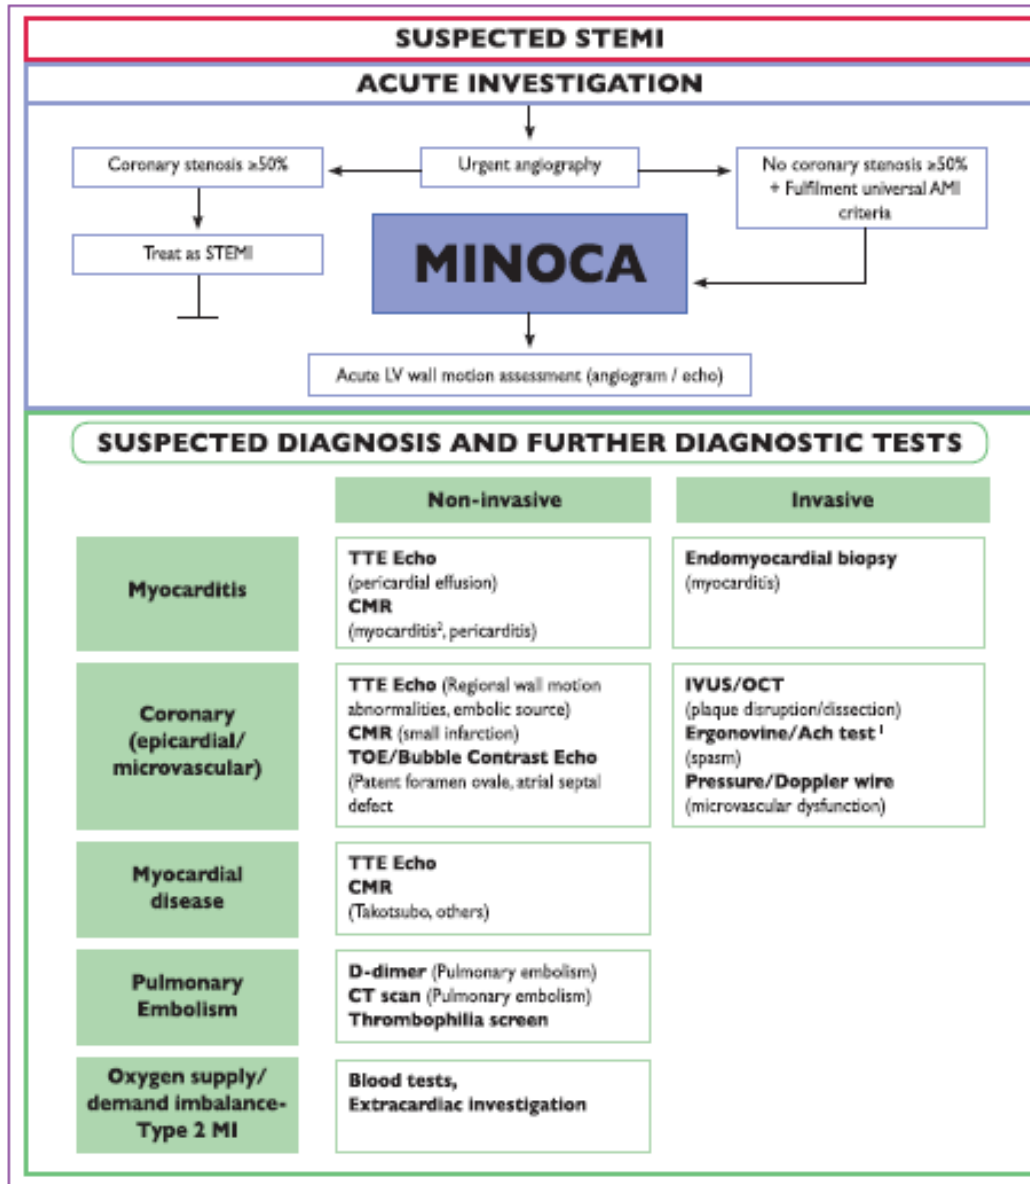 SUSPECTED STEMI
ACUTE INVESTIGATION
Coronary stenosis ≥50%
Urgent angiography
No coronary stenosis ≥50%
+ Fulfilment universal AMI
criteria
Treat as STEMI
MINOCA
Acute LV wall motion assessment (angiogram / echo)
SUSPECTED DIAGNOSIS AND FURTHER DIAGNOSTIC TESTS
Non-invasive
Invasive
Myocarditis
TTE Echo
(pericardial effusion)
CMR
(myocarditis², pericarditis)
Endomyocardial biopsy
(myocarditis)
Coronary
(epicardial/
microvascular)
TTE Echo (Regional wall motion
abnormalities, embolic source)
CMR (small infarction)
TOE/Bubble Contrast Echo
(Patent foramen ovale, atrial septal
defect
IVUS/OCT
(plaque disruption/dissection)
Ergonovine/Ach test¹
(spasm)
Pressure/Doppler wire
(microvascular dysfunction)
Myocardial
disease
TTE Echo
CMR
(Takotsubo, others)
Pulmonary
Embolism
D-dimer (Pulmonary embolism)
CT scan (Pulmonary embolism)
Thrombophilia screen
Oxygen supply/
demand imbalance-
Type 2 MI
Blood tests,
Extracardiac investigation